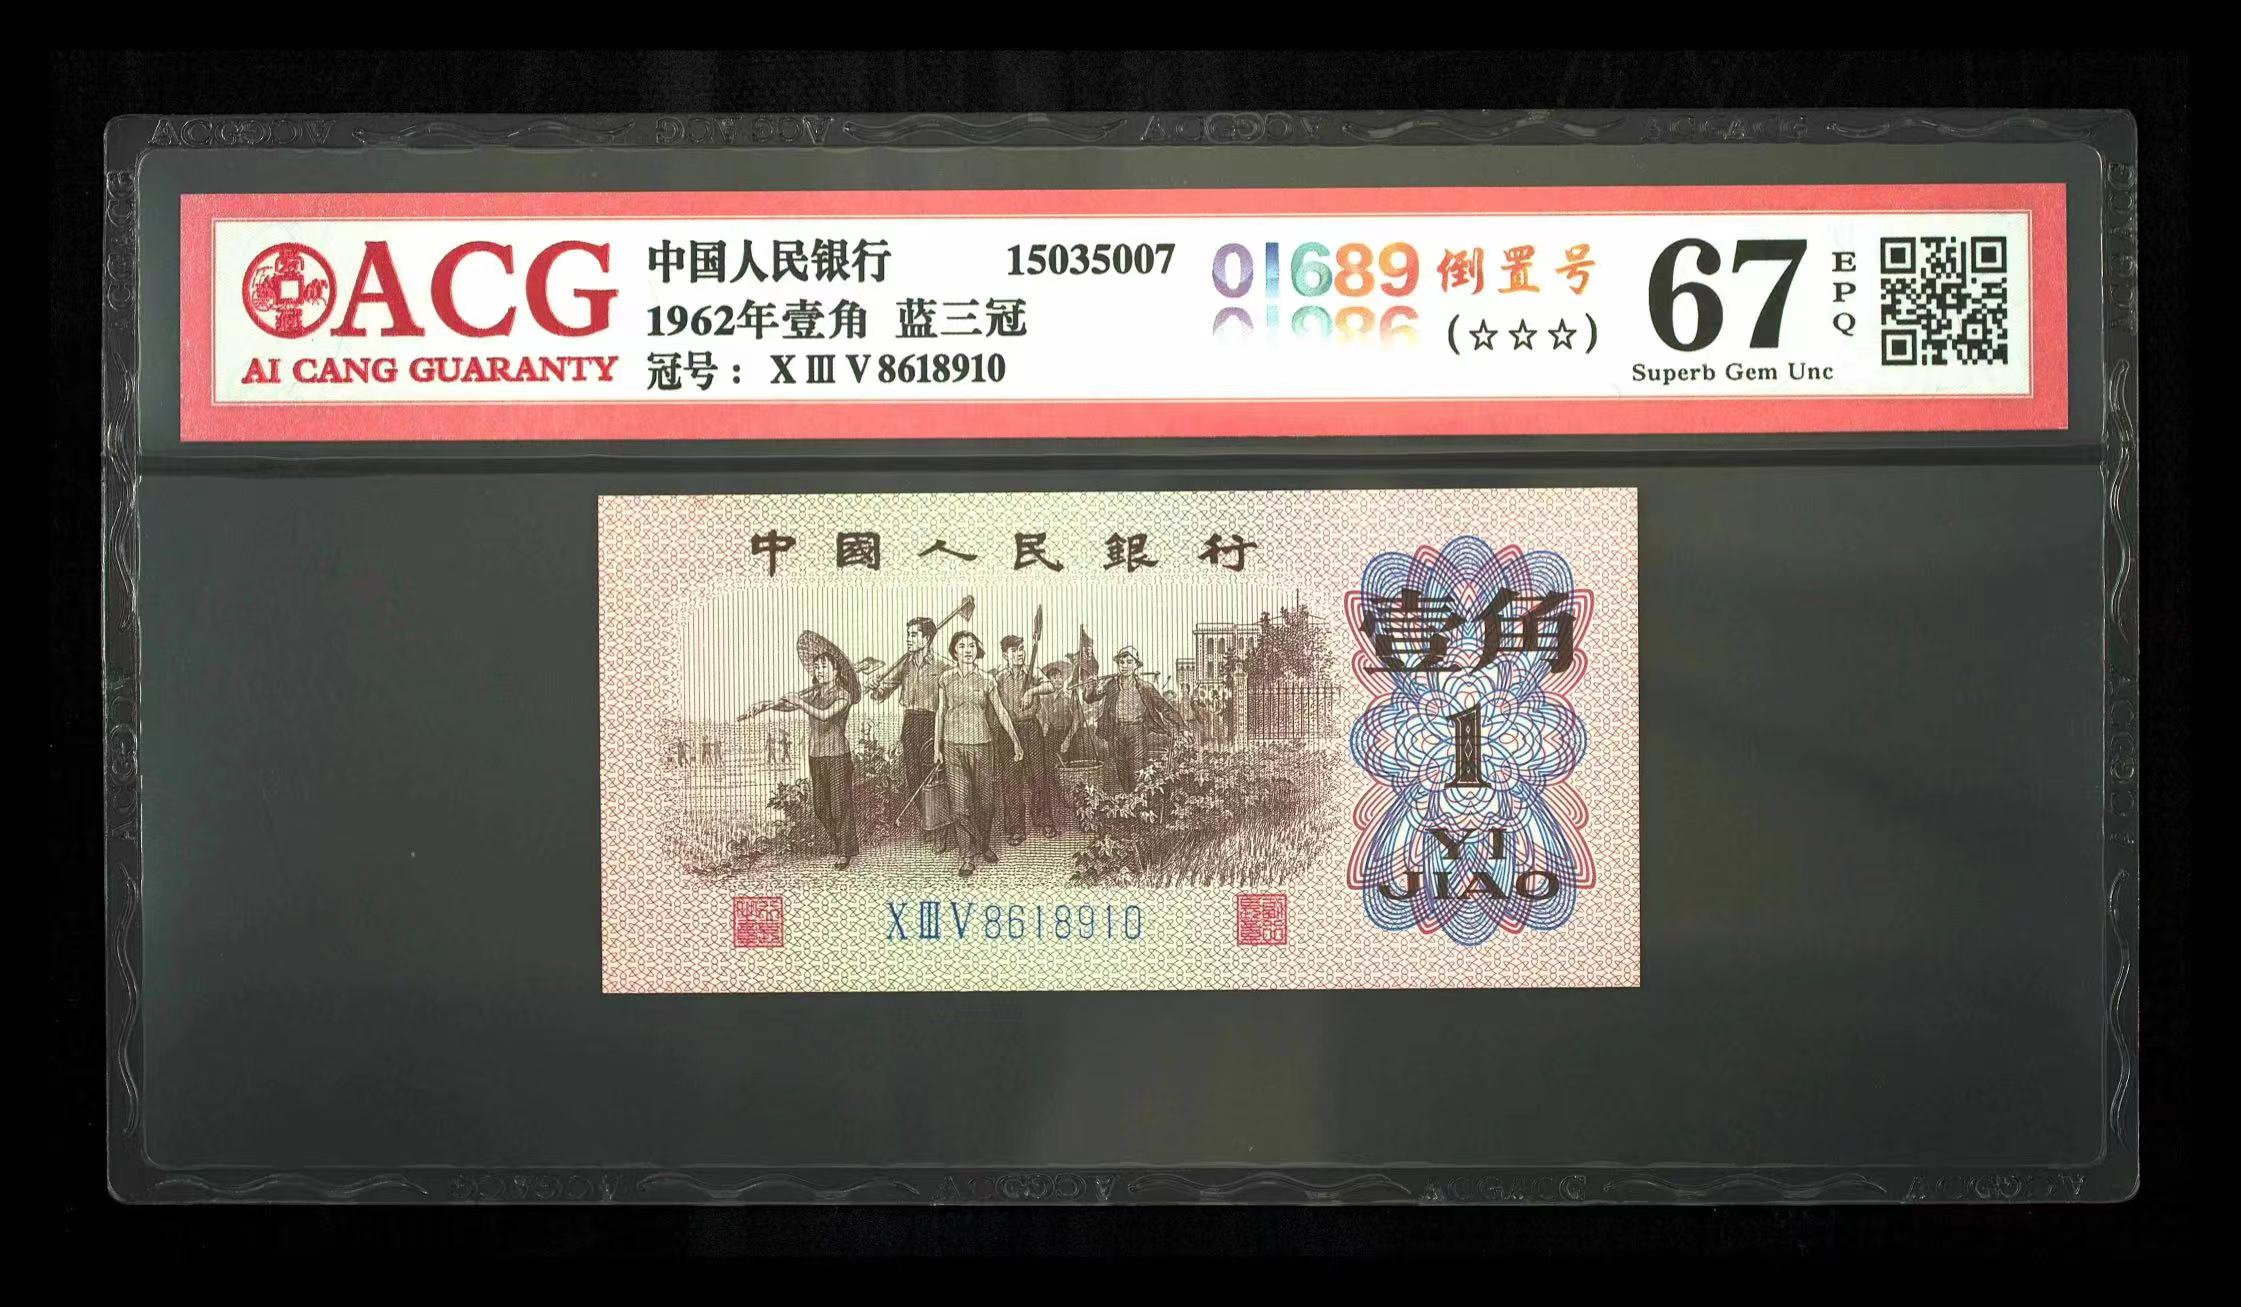 ACG
AI CANG GUARANTY
中国人民银行 15035007
1962年壹角 蓝三冠
冠号：ⅩⅢⅤ8618910
01689 倒置号
(☆☆☆)
67
EPQ
Superb Gem Unc
中國人民銀行
壹角
1
YI
JIAO
ⅩⅢⅤ8618910